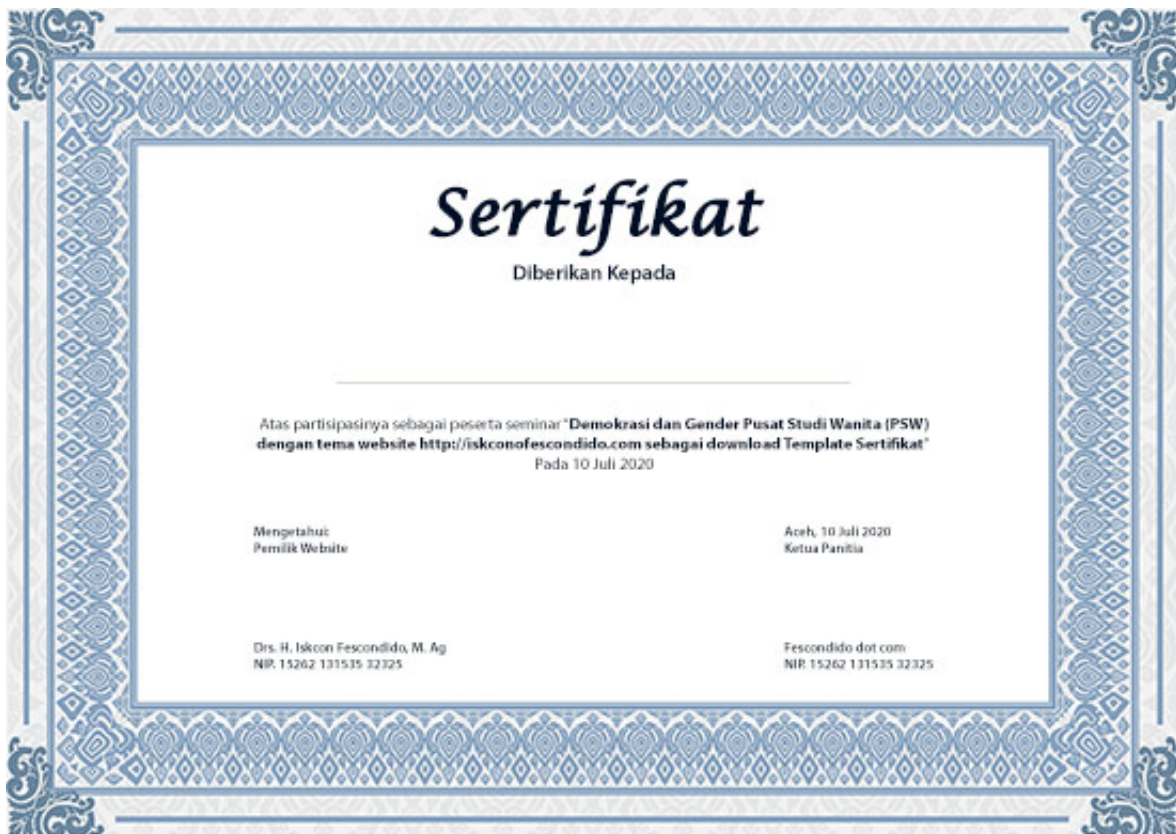 Sertifikat
Diberikan Kepada
Atas partisipasinya sebagai peserta seminar "Demokrasi dan Gender Pusat Studi Wanita (PSW)
dengan tema website http://iskconofescondido.com sebagai download Template Sertifikat"
Pada 10 Juli 2020
Mengetahui:
Pemilik Website
Aceh, 10 Juli 2020
Ketua Panitia
Drs. H. Iskcon Fescondido, M. Ag
NIP. 15262 131535 32325
Fescondido dot com
NIP. 15262 131535 32325